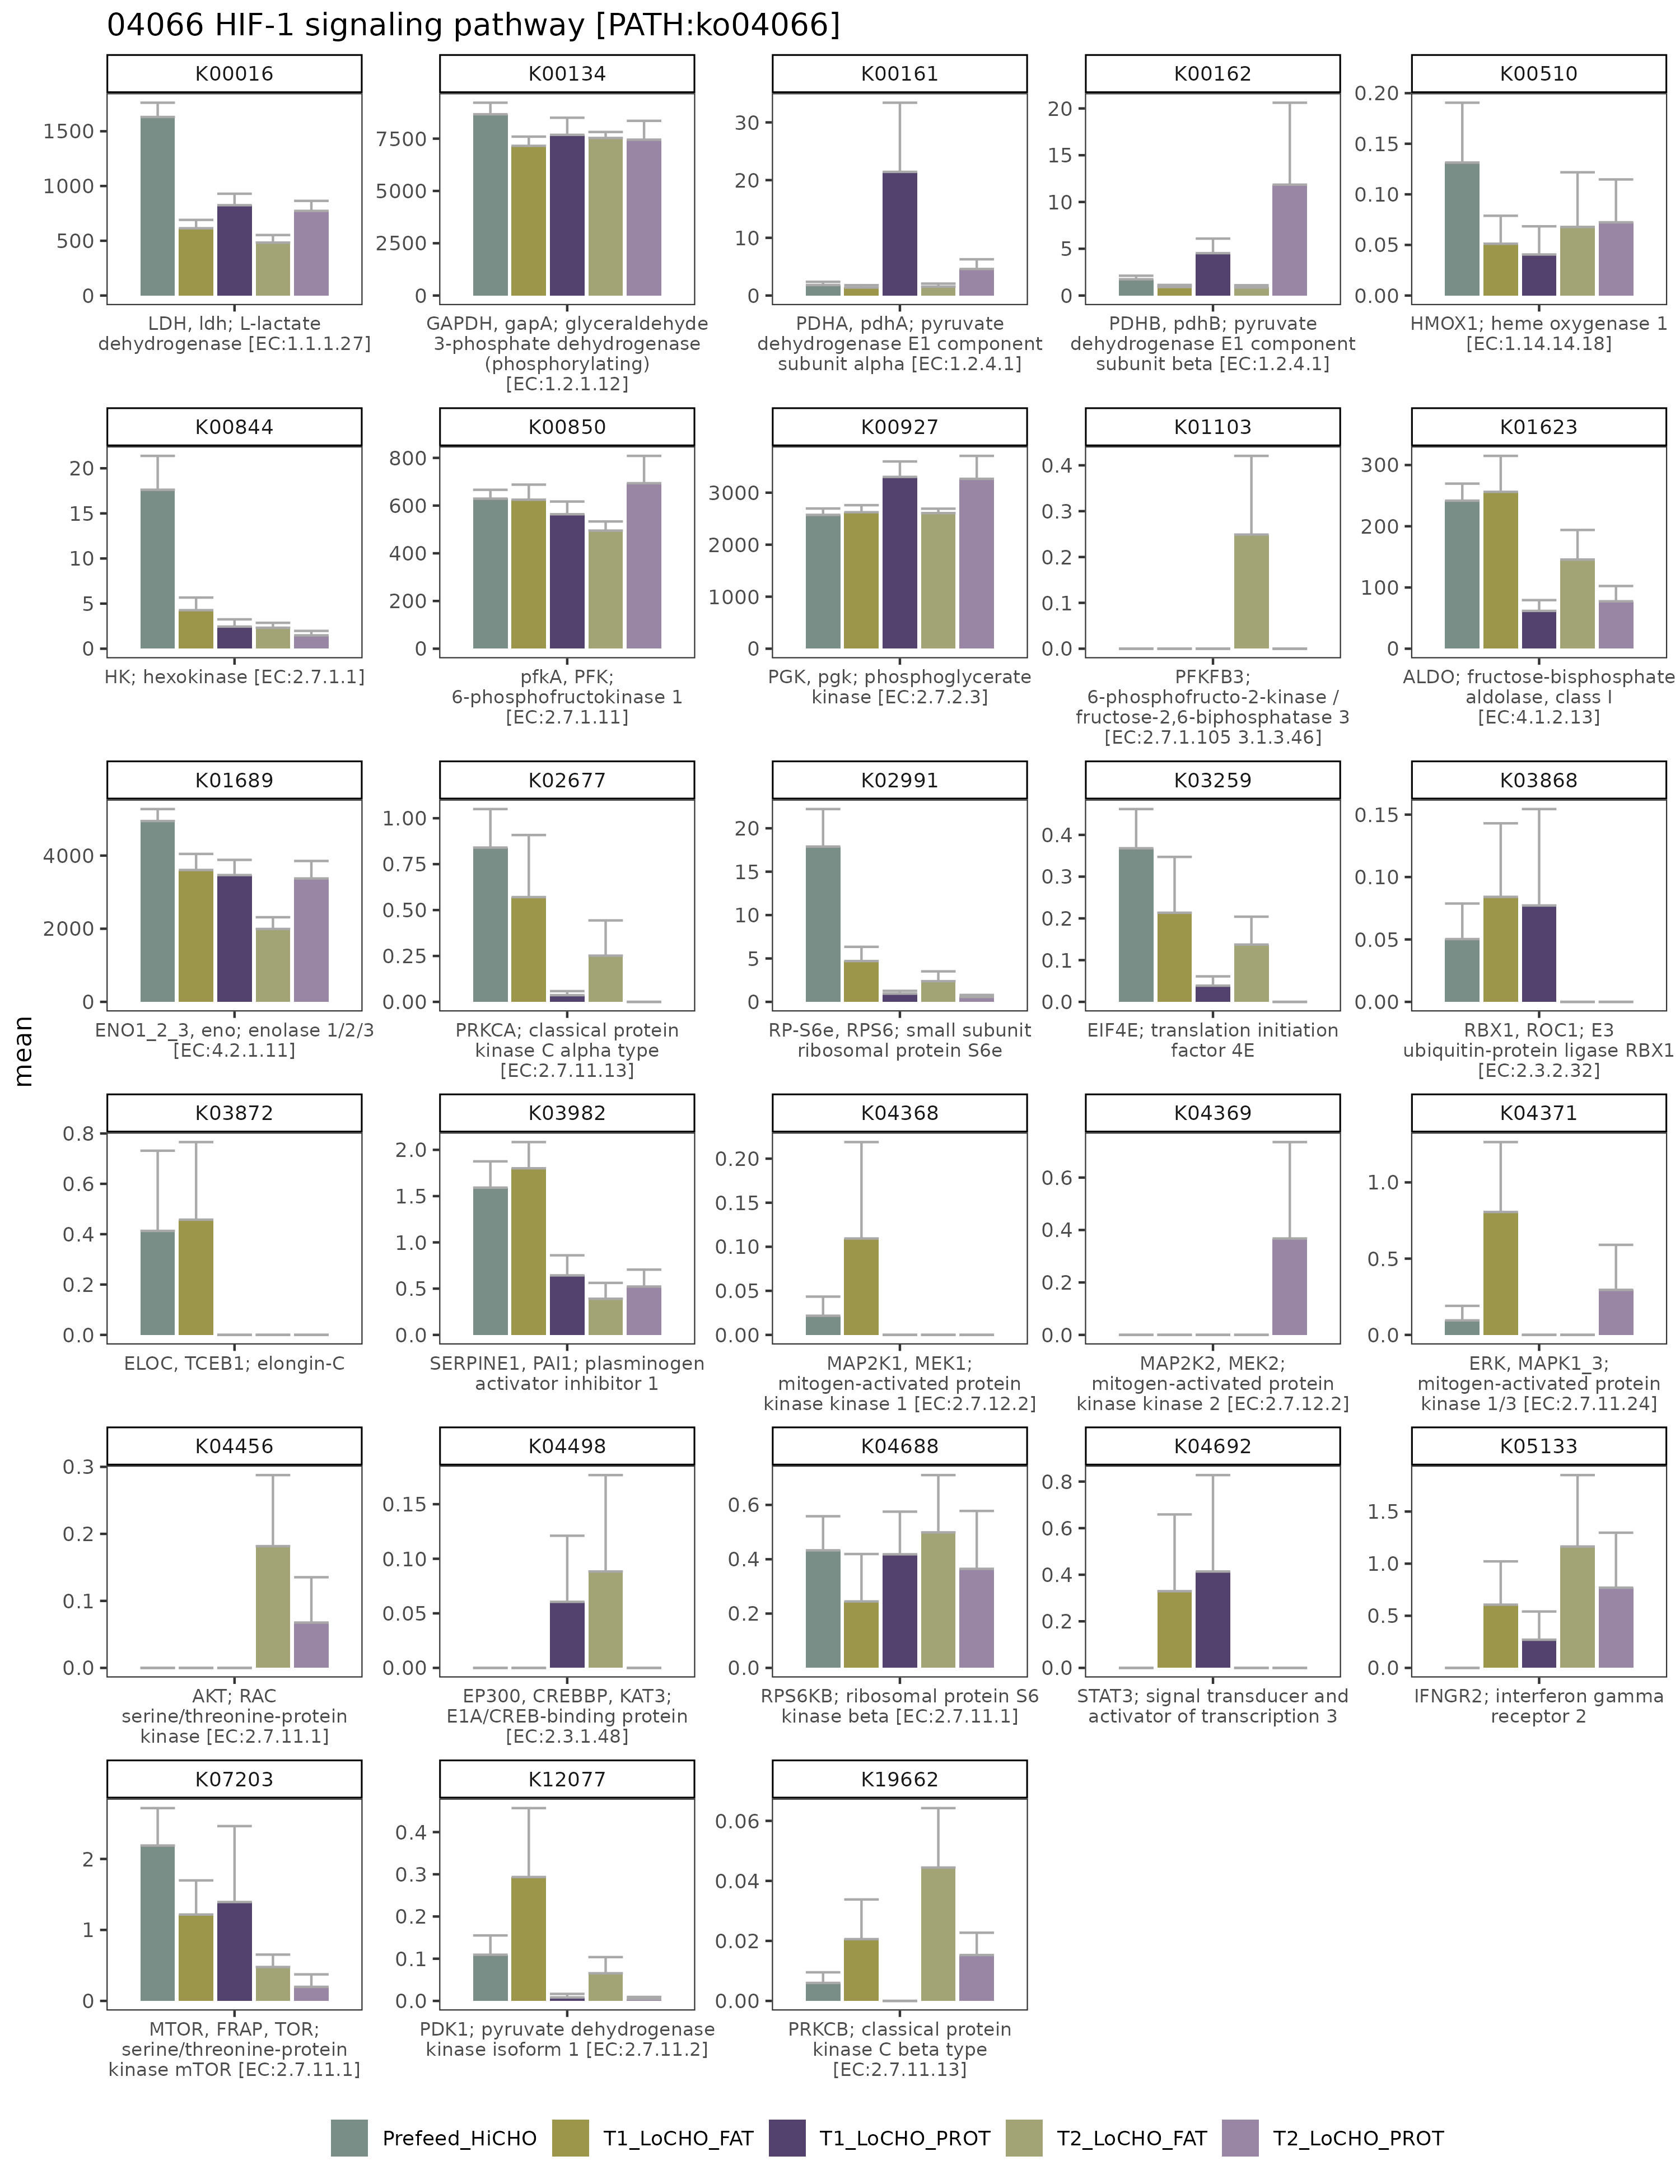 04066 HIF-1 signaling pathway [PATH:ko04066]
mean
K00016
1500
1000
500
0
LDH, ldh; L-lactate
dehydrogenase [EC:1.1.1.27]
K00134
7500
5000
2500
0
GAPDH, gapA; glyceraldehyde
3-phosphate dehydrogenase
(phosphorylating)
[EC:1.2.1.12]
K00161
30
20
10
0
PDHA, pdhA; pyruvate
dehydrogenase E1 component
subunit alpha [EC:1.2.4.1]
K00162
20
15
10
5
0
PDHB, pdhB; pyruvate
dehydrogenase E1 component
subunit beta [EC:1.2.4.1]
K00510
0.20
0.15
0.10
0.05
0.00
HMOX1; heme oxygenase 1
[EC:1.14.14.18]
K00844
20
15
10
5
0
HK; hexokinase [EC:2.7.1.1]
K00850
800
600
400
200
0
pfkA, PFK;
6-phosphofructokinase 1
[EC:2.7.1.11]
K00927
3000
2000
1000
0
PGK, pgk; phosphoglycerate
kinase [EC:2.7.2.3]
K01103
0.4
0.3
0.2
0.1
0.0
PFKFB3;
6-phosphofructo-2-kinase /
fructose-2,6-biphosphatase 3
[EC:2.7.1.105 3.1.3.46]
K01623
300
200
100
0
ALDO; fructose-bisphosphate
aldolase, class I
[EC:4.1.2.13]
K01689
4000
2000
0
ENO1_2_3, eno; enolase 1/2/3
[EC:4.2.1.11]
K02677
1.00
0.75
0.50
0.25
0.00
PRKCA; classical protein
kinase C alpha type
[EC:2.7.11.13]
K02991
20
15
10
5
0
RP-S6e, RPS6; small subunit
ribosomal protein S6e
K03259
0.4
0.3
0.2
0.1
0.0
EIF4E; translation initiation
factor 4E
K03868
0.15
0.10
0.05
0.00
RBX1, ROC1; E3
ubiquitin-protein ligase RBX1
[EC:2.3.2.32]
K03872
0.8
0.6
0.4
0.2
0.0
ELOC, TCEB1; elongin-C
K03982
2.0
1.5
1.0
0.5
0.0
SERPINE1, PAI1; plasminogen
activator inhibitor 1
K04368
0.20
0.15
0.10
0.05
0.00
MAP2K1, MEK1;
mitogen-activated protein
kinase kinase 1 [EC:2.7.12.2]
K04369
0.6
0.4
0.2
0.0
MAP2K2, MEK2;
mitogen-activated protein
kinase kinase 2 [EC:2.7.12.2]
K04371
1.0
0.5
0.0
ERK, MAPK1_3;
mitogen-activated protein
kinase 1/3 [EC:2.7.11.24]
K04456
0.3
0.2
0.1
0.0
AKT; RAC
serine/threonine-protein
kinase [EC:2.7.11.1]
K04498
0.15
0.10
0.05
0.00
EP300, CREBBP, KAT3;
E1A/CREB-binding protein
[EC:2.3.1.48]
K04688
0.6
0.4
0.2
0.0
RPS6KB; ribosomal protein S6
kinase beta [EC:2.7.11.1]
K04692
0.8
0.6
0.4
0.2
0.0
STAT3; signal transducer and
activator of transcription 3
K05133
1.5
1.0
0.5
0.0
IFNGR2; interferon gamma
receptor 2
K07203
2
1
0
MTOR, FRAP, TOR;
serine/threonine-protein
kinase mTOR [EC:2.7.11.1]
K12077
0.4
0.3
0.2
0.1
0.0
PDK1; pyruvate dehydrogenase
kinase isoform 1 [EC:2.7.11.2]
K19662
0.06
0.04
0.02
0.00
PRKCB; classical protein
kinase C beta type
[EC:2.7.11.13]
Prefeed_HiCHO T1_LoCHO_FAT T1_LoCHO_PROT T2_LoCHO_FAT T2_LoCHO_PROT